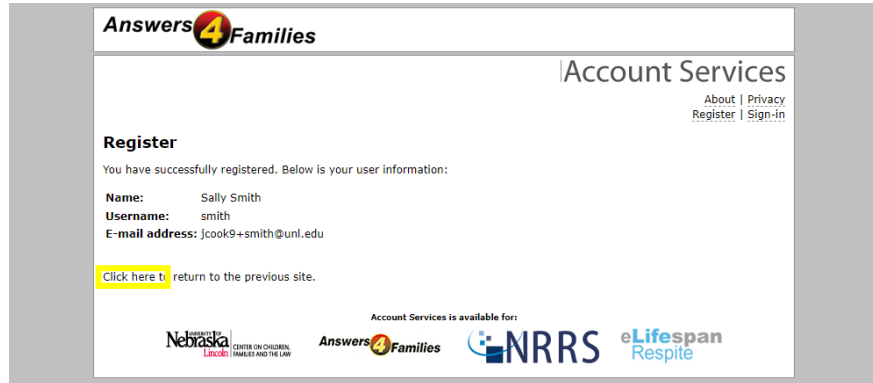 Answers4Families
Account Services
About | Privacy
Register | Sign-in
Register
You have successfully registered. Below is your user information:
Name: Sally Smith
Username: smith
E-mail address: jcook9+smith@unl.edu
Click here to return to the previous site.
Account Services is available for:
UNIVERSITY OF
Nebraska
Lincoln
CENTER ON CHILDREN,
FAMILIES AND THE LAW
Answers4Families
NRRS
eLifespan
Respite